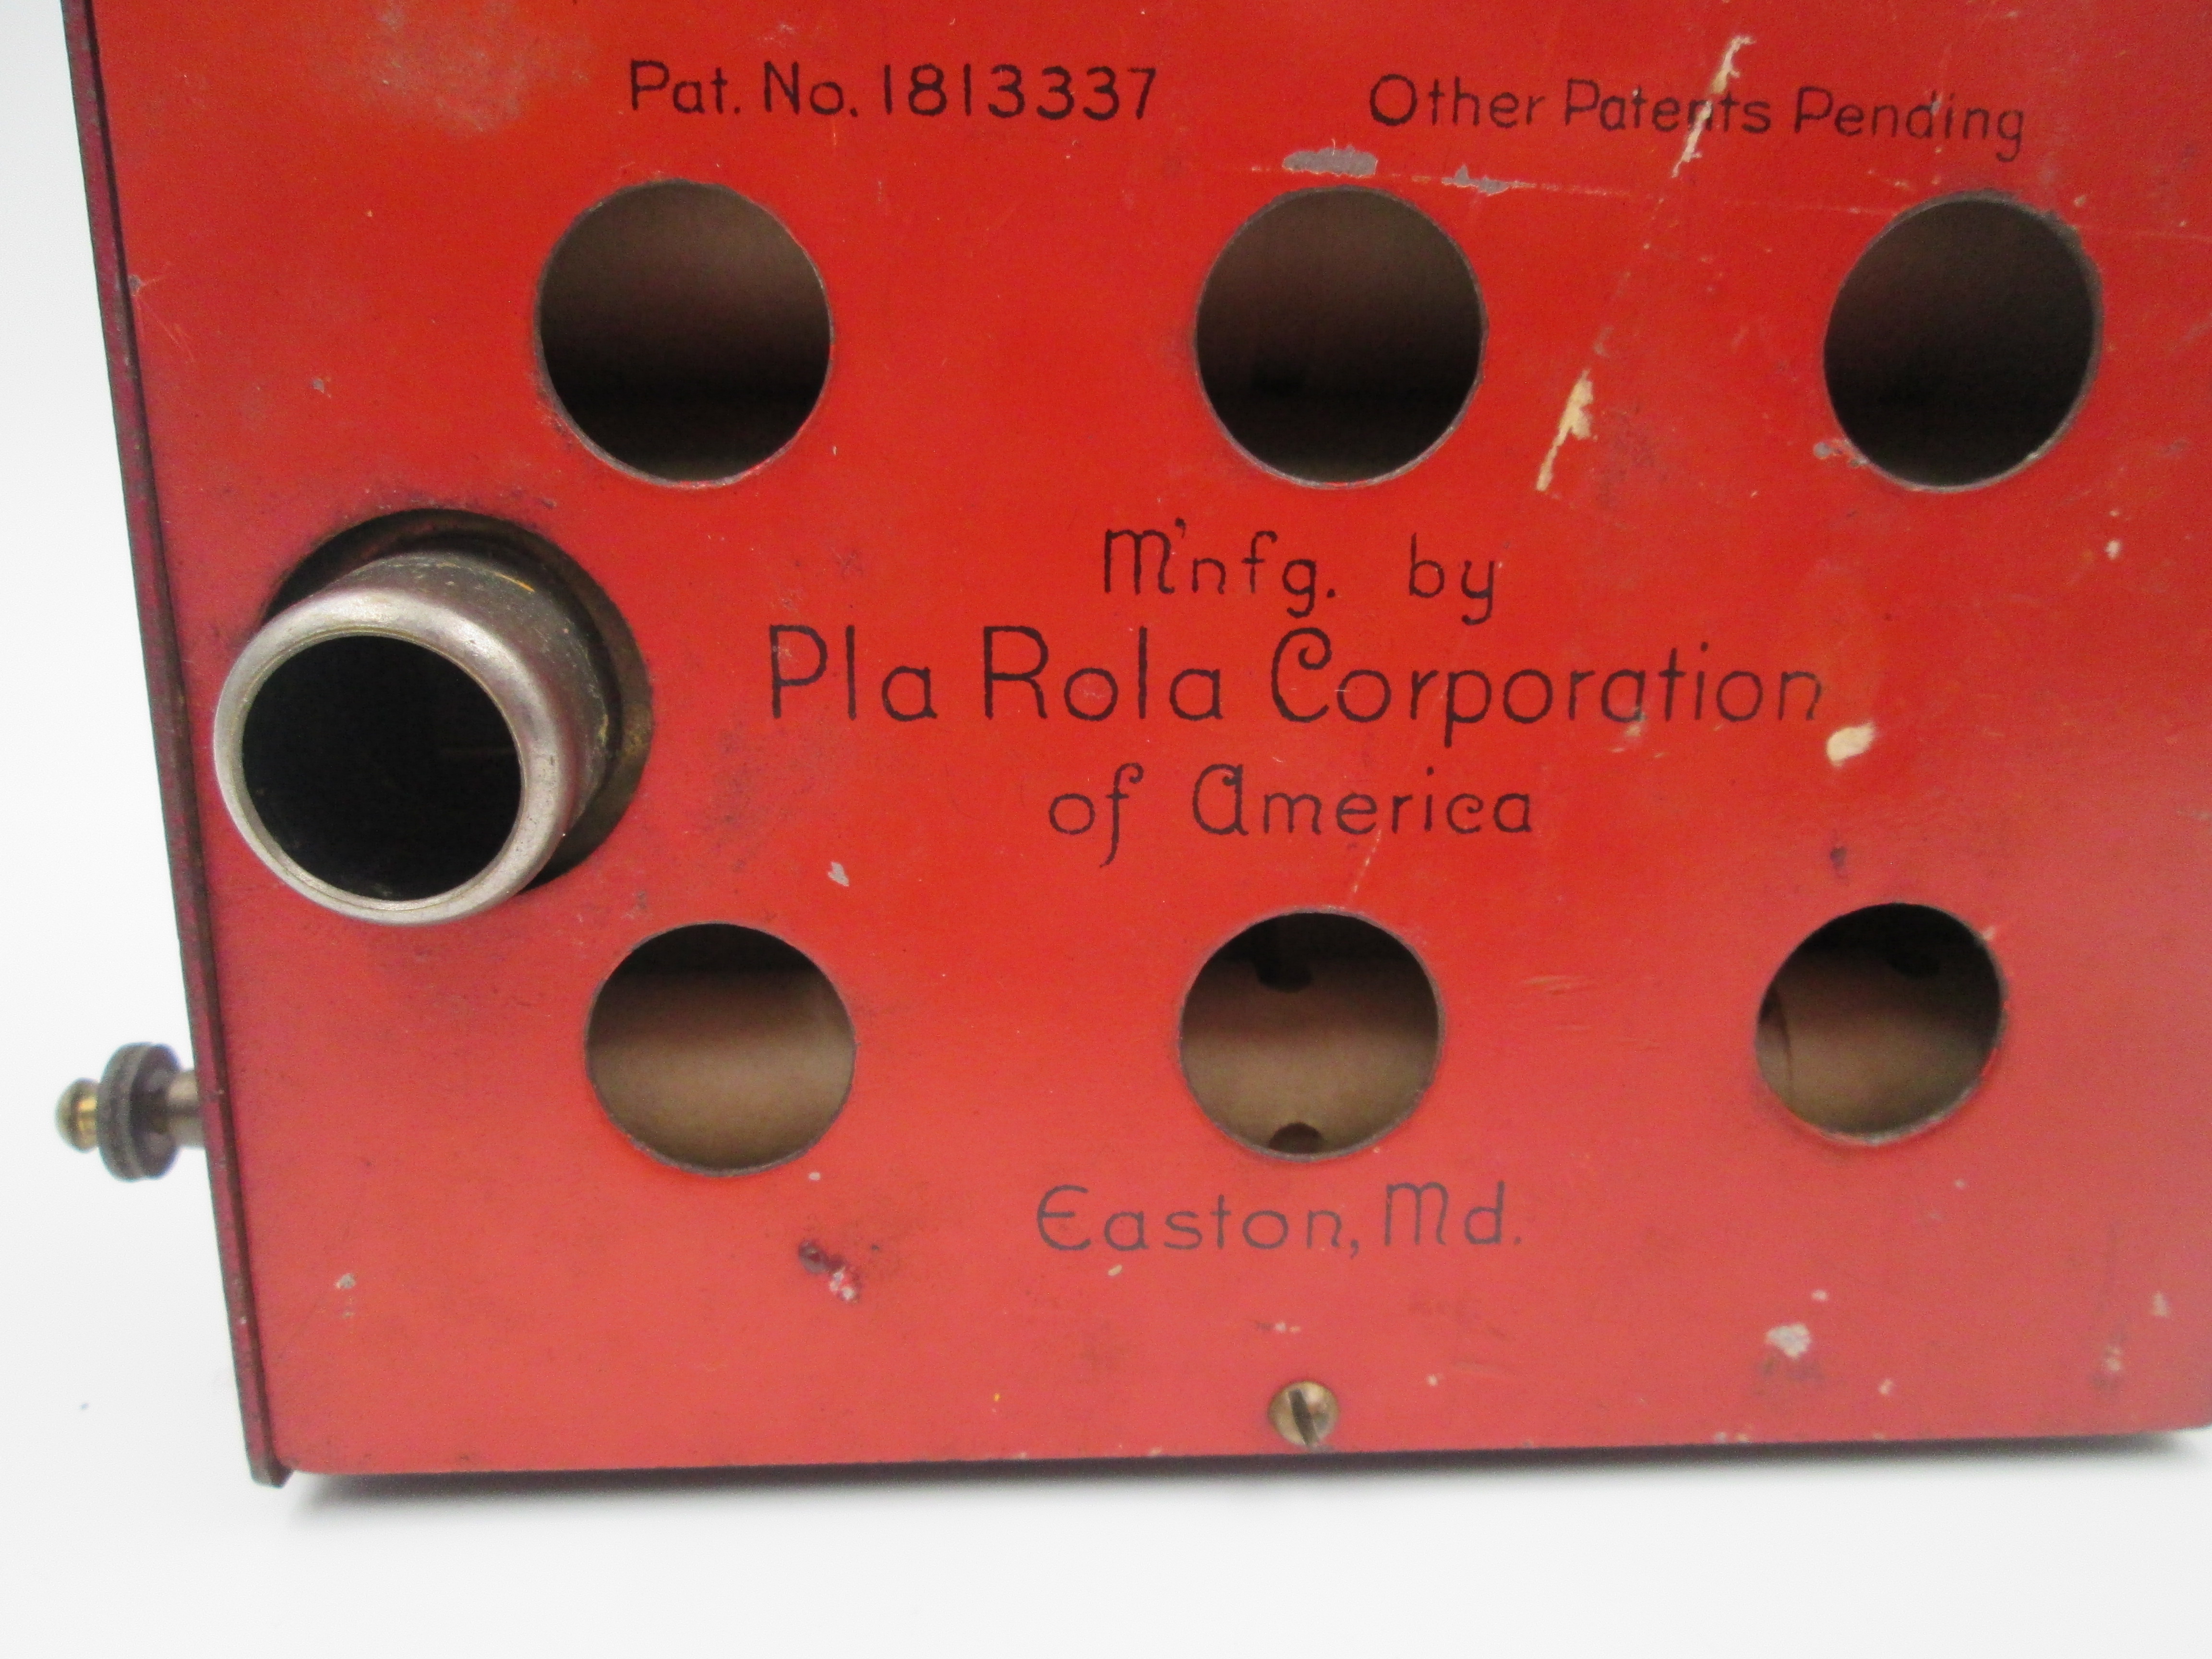 Pat. No. 1813337 Other Patents Pending
M'nfg. by
Pla Rola Corporation
of America
Easton, Md.